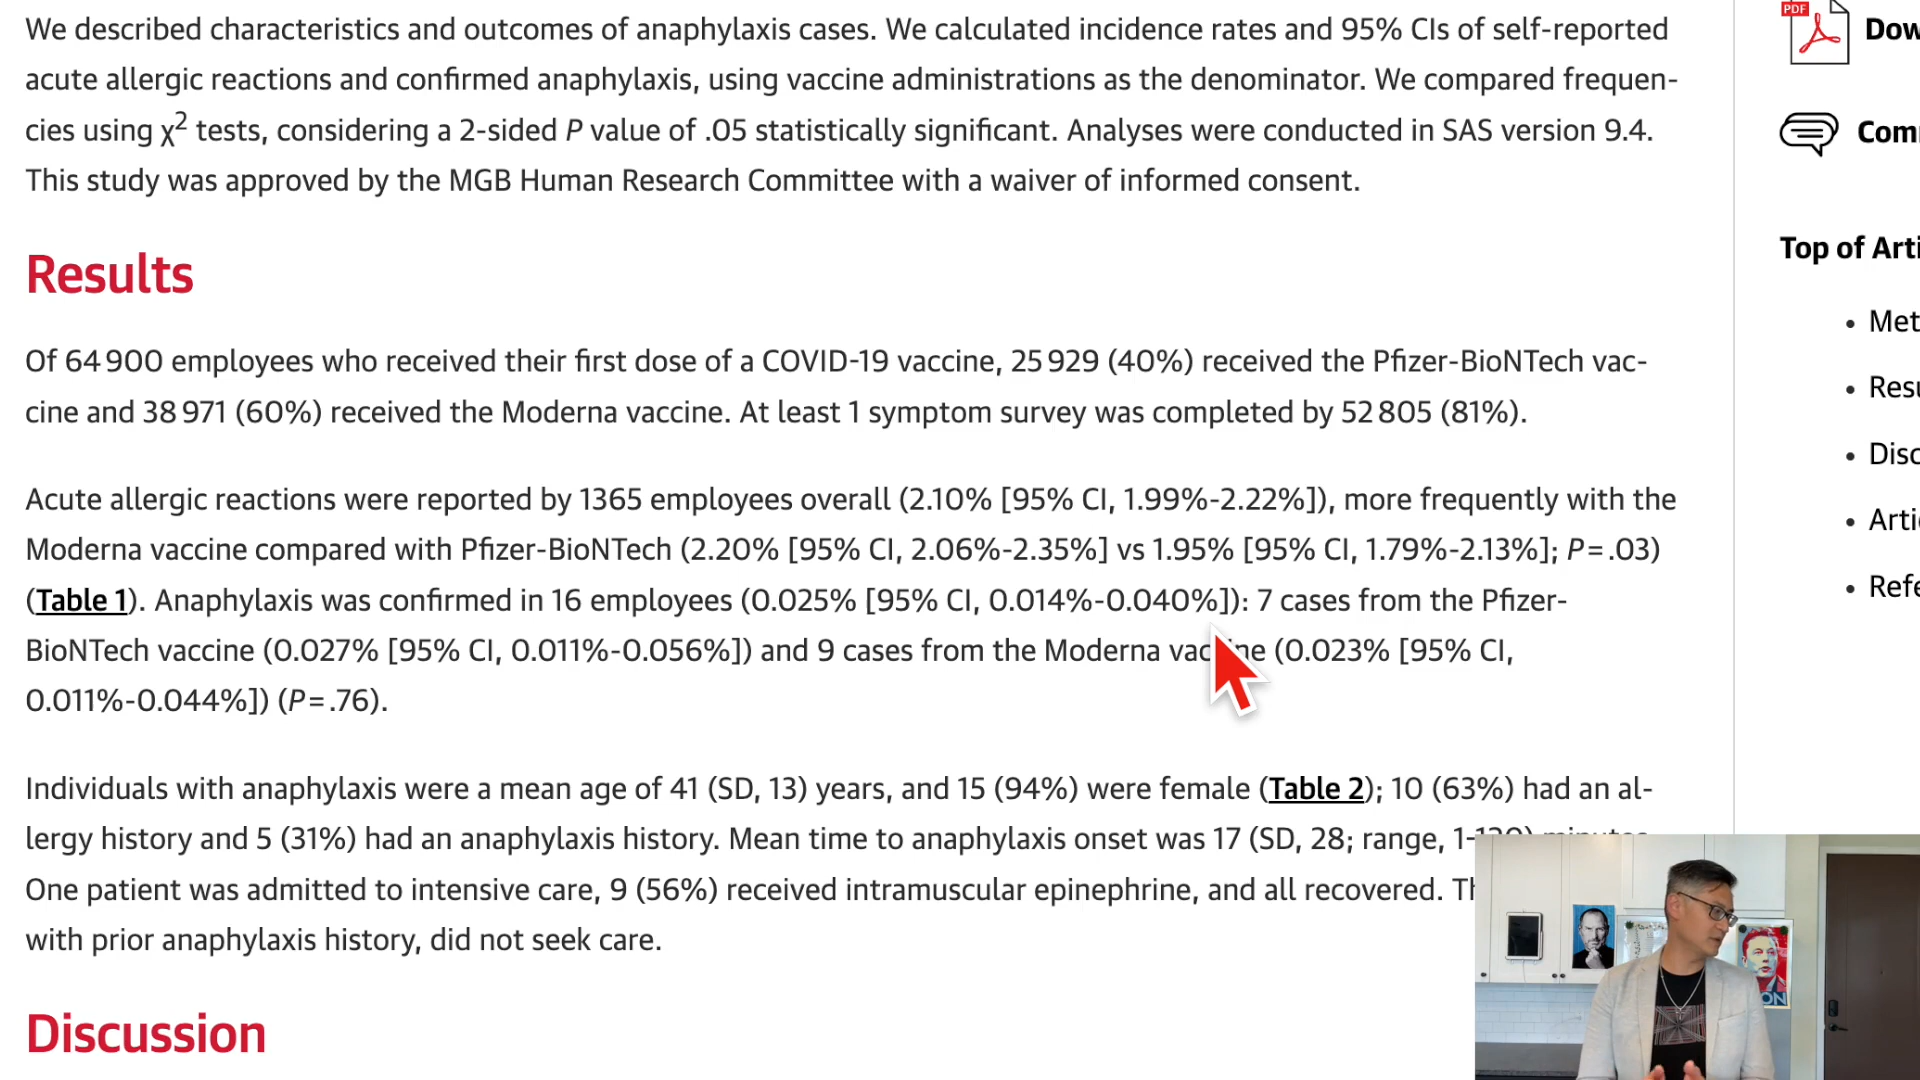 We described characteristics and outcomes of anaphylaxis cases. We calculated incidence rates and 95% CIs of self-reported
acute allergic reactions and confirmed anaphylaxis, using vaccine administrations as the denominator. We compared frequen-
cies using χ2 tests, considering a 2-sided P value of .05 statistically significant. Analyses were conducted in SAS version 9.4.
This study was approved by the MGB Human Research Committee with a waiver of informed consent.
Results
Of 64 900 employees who received their first dose of a COVID-19 vaccine, 25 929 (40%) received the Pfizer-BioNTech vac-
cine and 38 971 (60%) received the Moderna vaccine. At least 1 symptom survey was completed by 52 805 (81%).
Acute allergic reactions were reported by 1365 employees overall (2.10% [95% CI, 1.99%-2.22%]), more frequently with the
Moderna vaccine compared with Pfizer-BioNTech (2.20% [95% CI, 2.06%-2.35%] vs 1.95% [95% CI, 1.79%-2.13%]; P = .03)
(Table 1). Anaphylaxis was confirmed in 16 employees (0.025% [95% CI, 0.014%-0.040%]): 7 cases from the Pfizer-
BioNTech vaccine (0.027% [95% CI, 0.011%-0.056%]) and 9 cases from the Moderna vaccine (0.023% [95% CI,
0.011%-0.044%]) (P = .76).
Individuals with anaphylaxis were a mean age of 41 (SD, 13) years, and 15 (94%) were female (Table 2); 10 (63%) had an al-
lergy history and 5 (31%) had an anaphylaxis history. Mean time to anaphylaxis onset was 17 (SD, 28; range, 1-120) minutes.
One patient was admitted to intensive care, 9 (56%) received intramuscular epinephrine, and all recovered. Th
with prior anaphylaxis history, did not seek care.
Discussion
PDF
Dow
Com
Top of Arti
• Met
• Resu
• Disc
• Arti
• Refe
ON